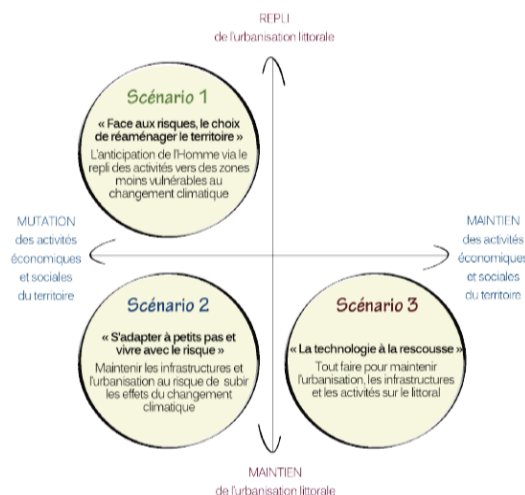 REPLI
de l'urbanisation littorale
Scénario 1
« Face aux risques, le choix
de réaménager le territoire »
L'anticipation de l'Homme via le
repli des activités vers des zones
moins vulnérables au
changement climatique
MUTATION
des activités
économiques
et sociales
du territoire
MAINTIEN
des activités
économiques
et sociales
du territoire
Scénario 2
« S'adapter à petits pas et
vivre avec le risque »
Maintenir les infrastructures et
l'urbanisation au risque de subir
les effets du changement
climatique
Scénario 3
« La technologie à la rescousse »
Tout faire pour maintenir
l'urbanisation, les infrastructures
et les activités sur le littoral
MAINTIEN
de l'urbanisation littorale